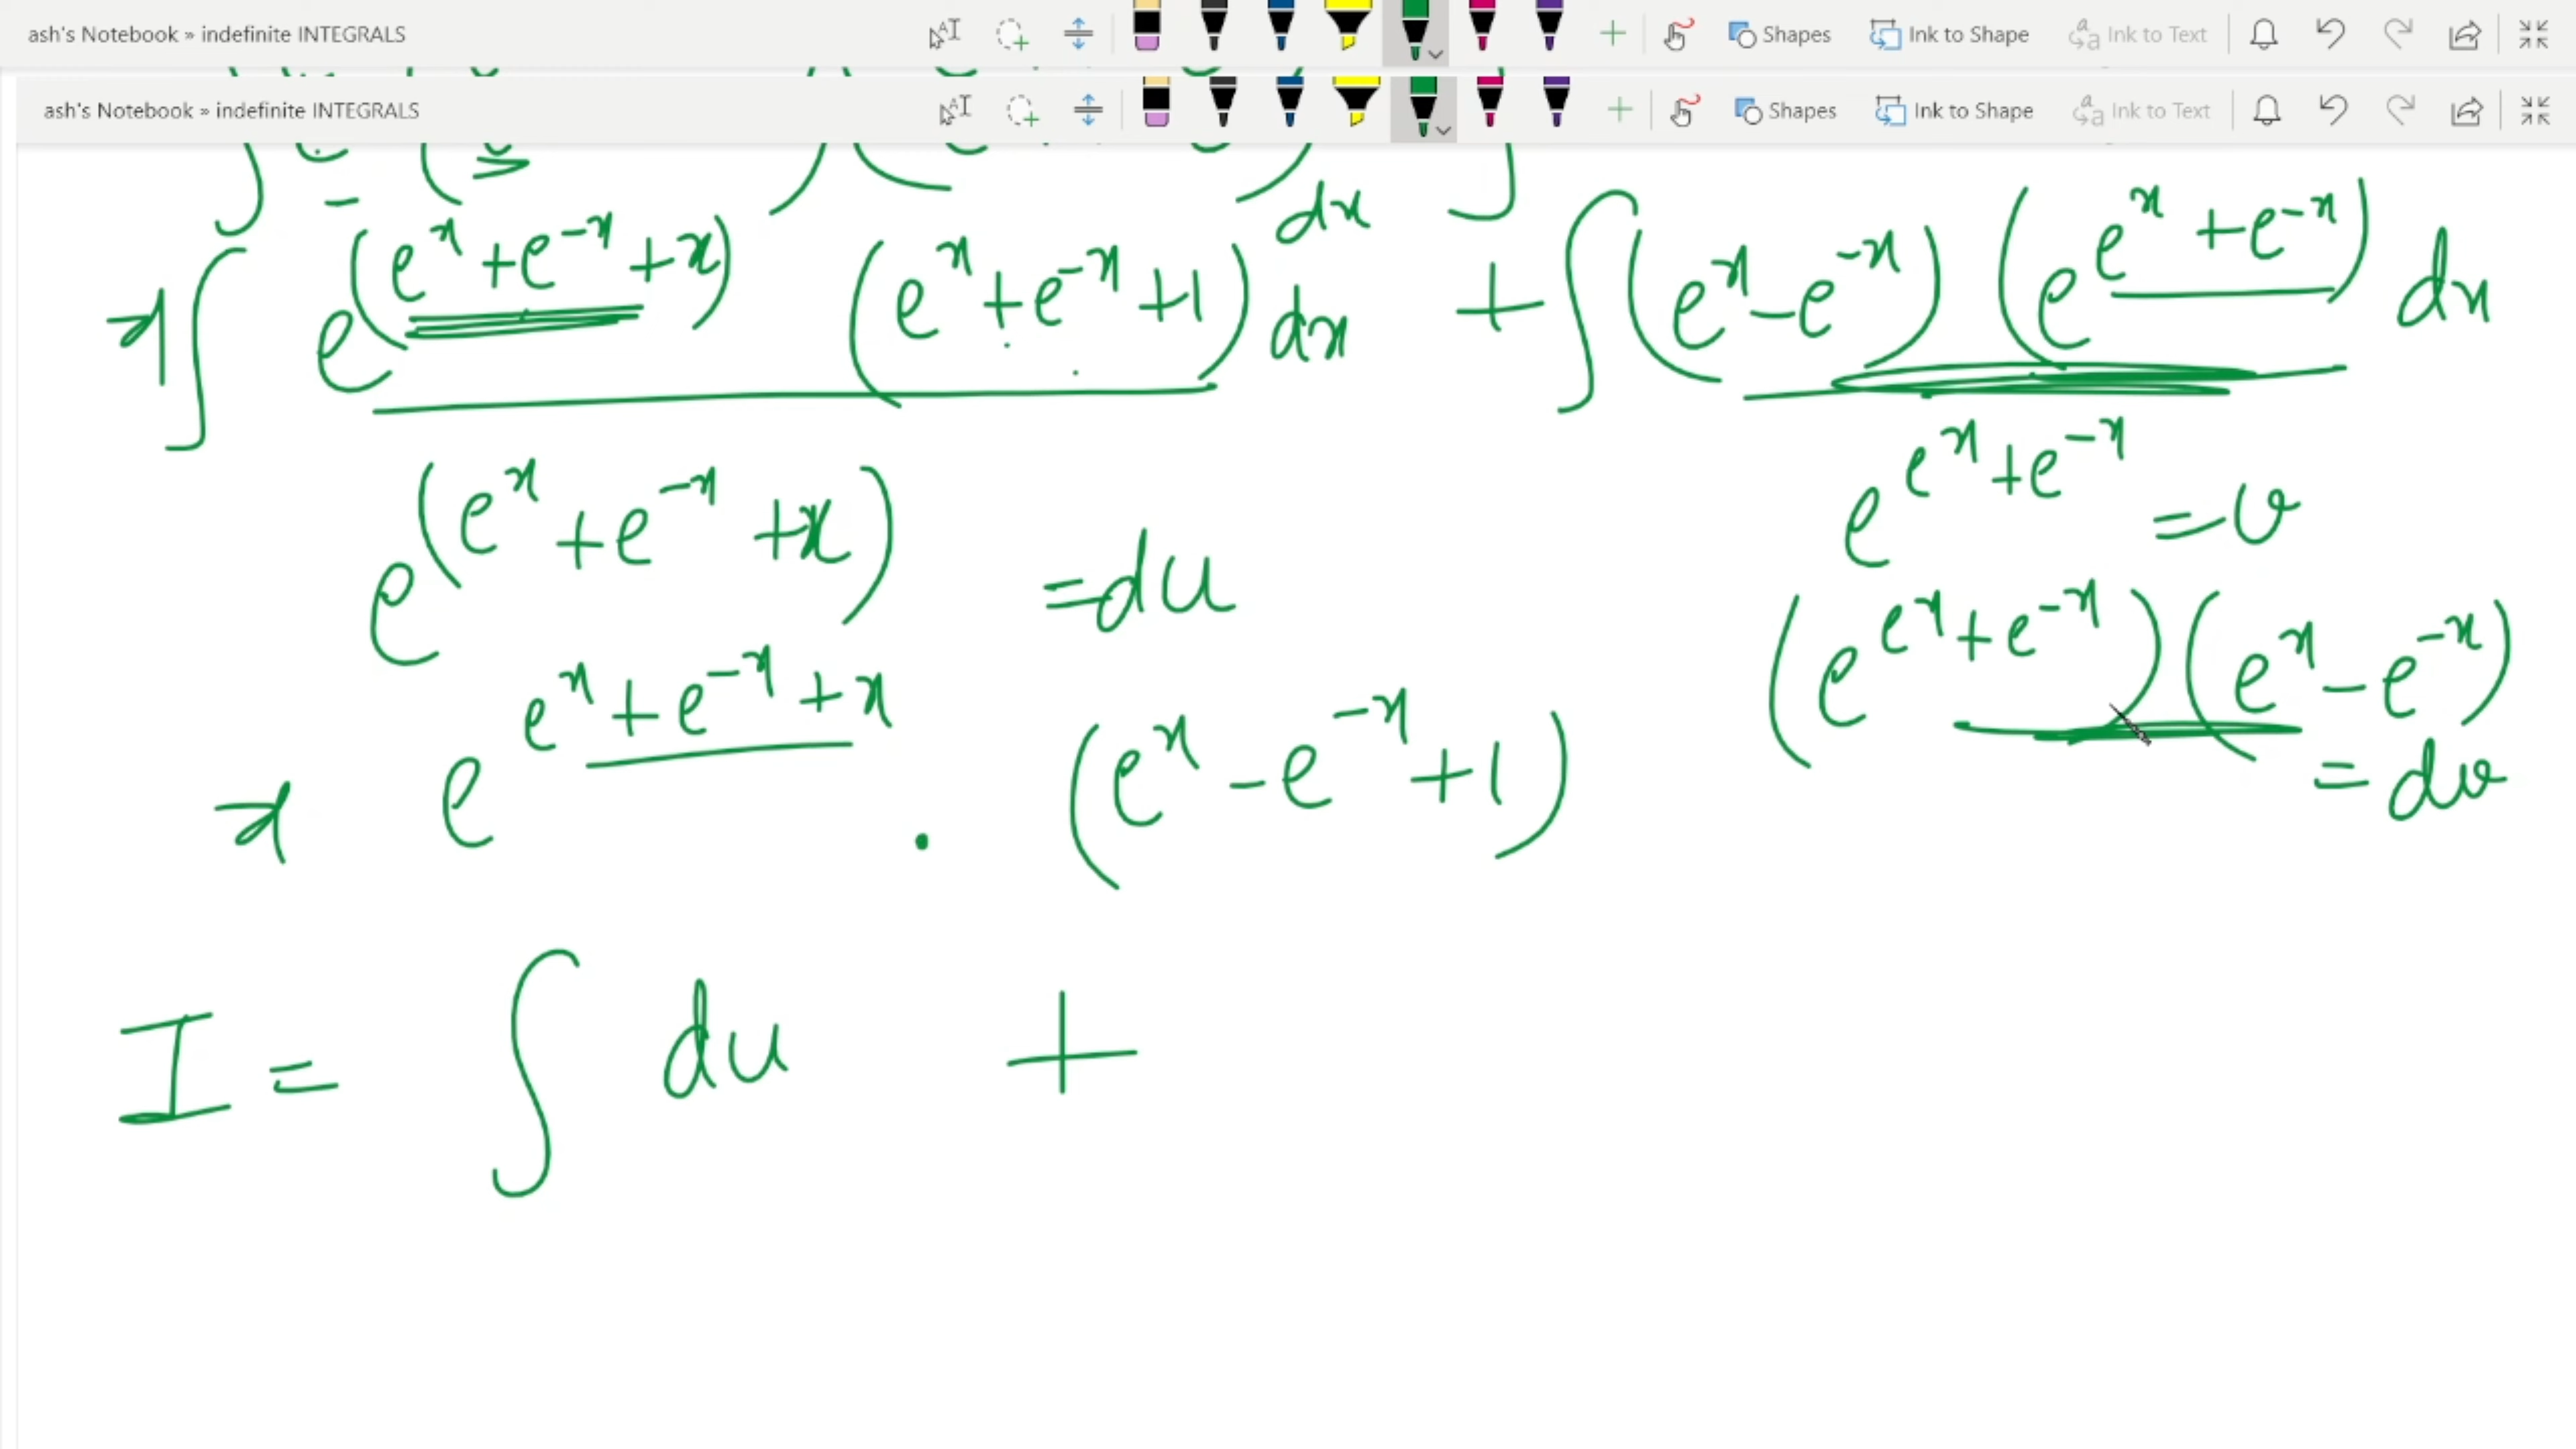 ash's Notebook » indefinite INTEGRALS Shapes Ink to Shape Ink to Text
ash's Notebook » indefinite INTEGRALS Shapes Ink to Shape Ink to Text
dx
∫ e^(e^x + e^-x + x) (e^x + e^-x + 1) dx + ∫ (e^x - e^-x) (e^(e^x + e^-x)) dx
e^(e^x + e^-x + x) = du
e^(e^x + e^-x) = v
e^(e^x + e^-x + x) . (e^x - e^-x + 1)
(e^(e^x + e^-x)) (e^x - e^-x)
= dv
I = ∫ du +